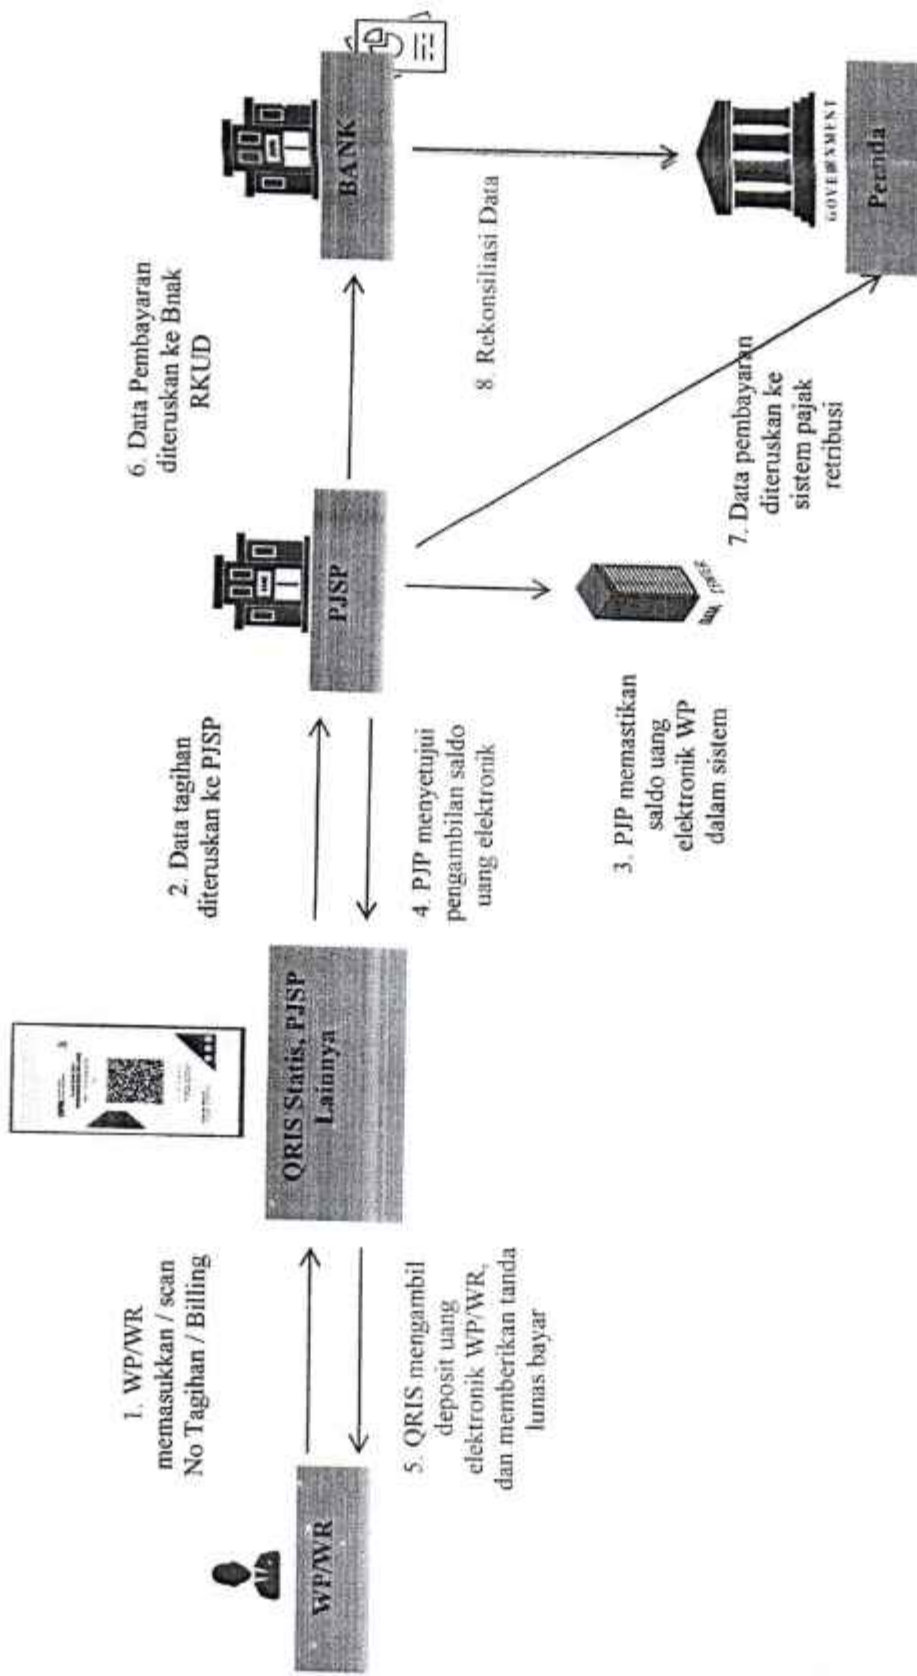 1. WP/WR
memasukkan / scan
No Tagihan / Billing
WP/WR
5. QRIS mengambil
deposit uang
elektronik WP/WR,
dan memberikan tanda
lunas bayar
QRIS Statis, PJSP
Lainnya
2. Data tagihan
diteruskan ke PJSP
4. PJP menyetujui
pengambilan saldo
uang elektronik
PJSP
3. PJP memastikan
saldo uang
elektronik WP
dalam sistem
DATA CENTER
6. Data Pembayaran
diteruskan ke Bnak
RKUD
BANK
7. Data pembayaran
diteruskan ke
sistem pajak
retribusi
8. Rekonsiliasi Data
GOVERNMENT
Pemda